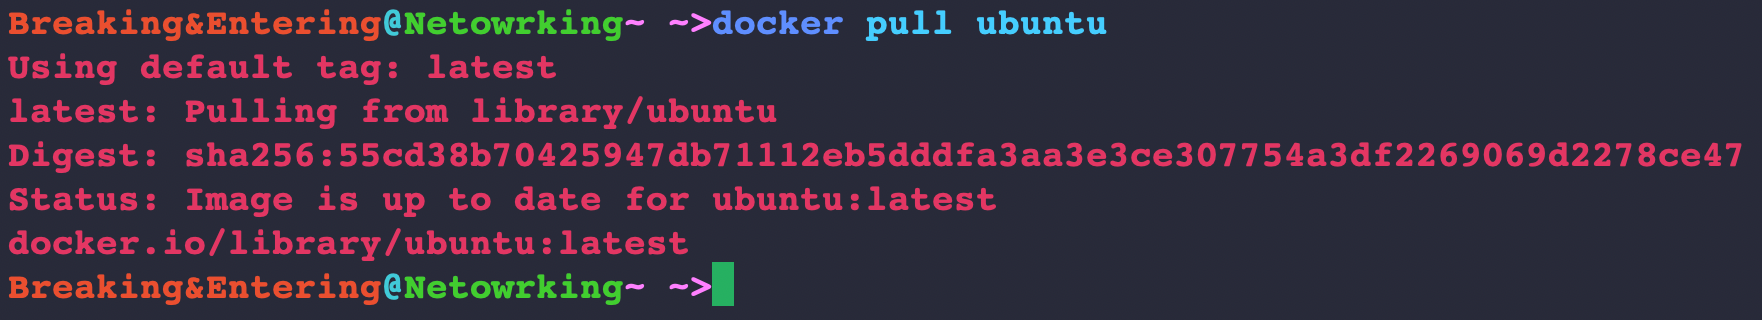 Breaking&Entering@Netowrking~ ~>docker pull ubuntu
Using default tag: latest
latest: Pulling from library/ubuntu
Digest: sha256:55cd38b70425947db71112eb5dddfa3aa3e3ce307754a3df2269069d2278ce47
Status: Image is up to date for ubuntu:latest
docker.io/library/ubuntu:latest
Breaking&Entering@Netowrking~ ~>